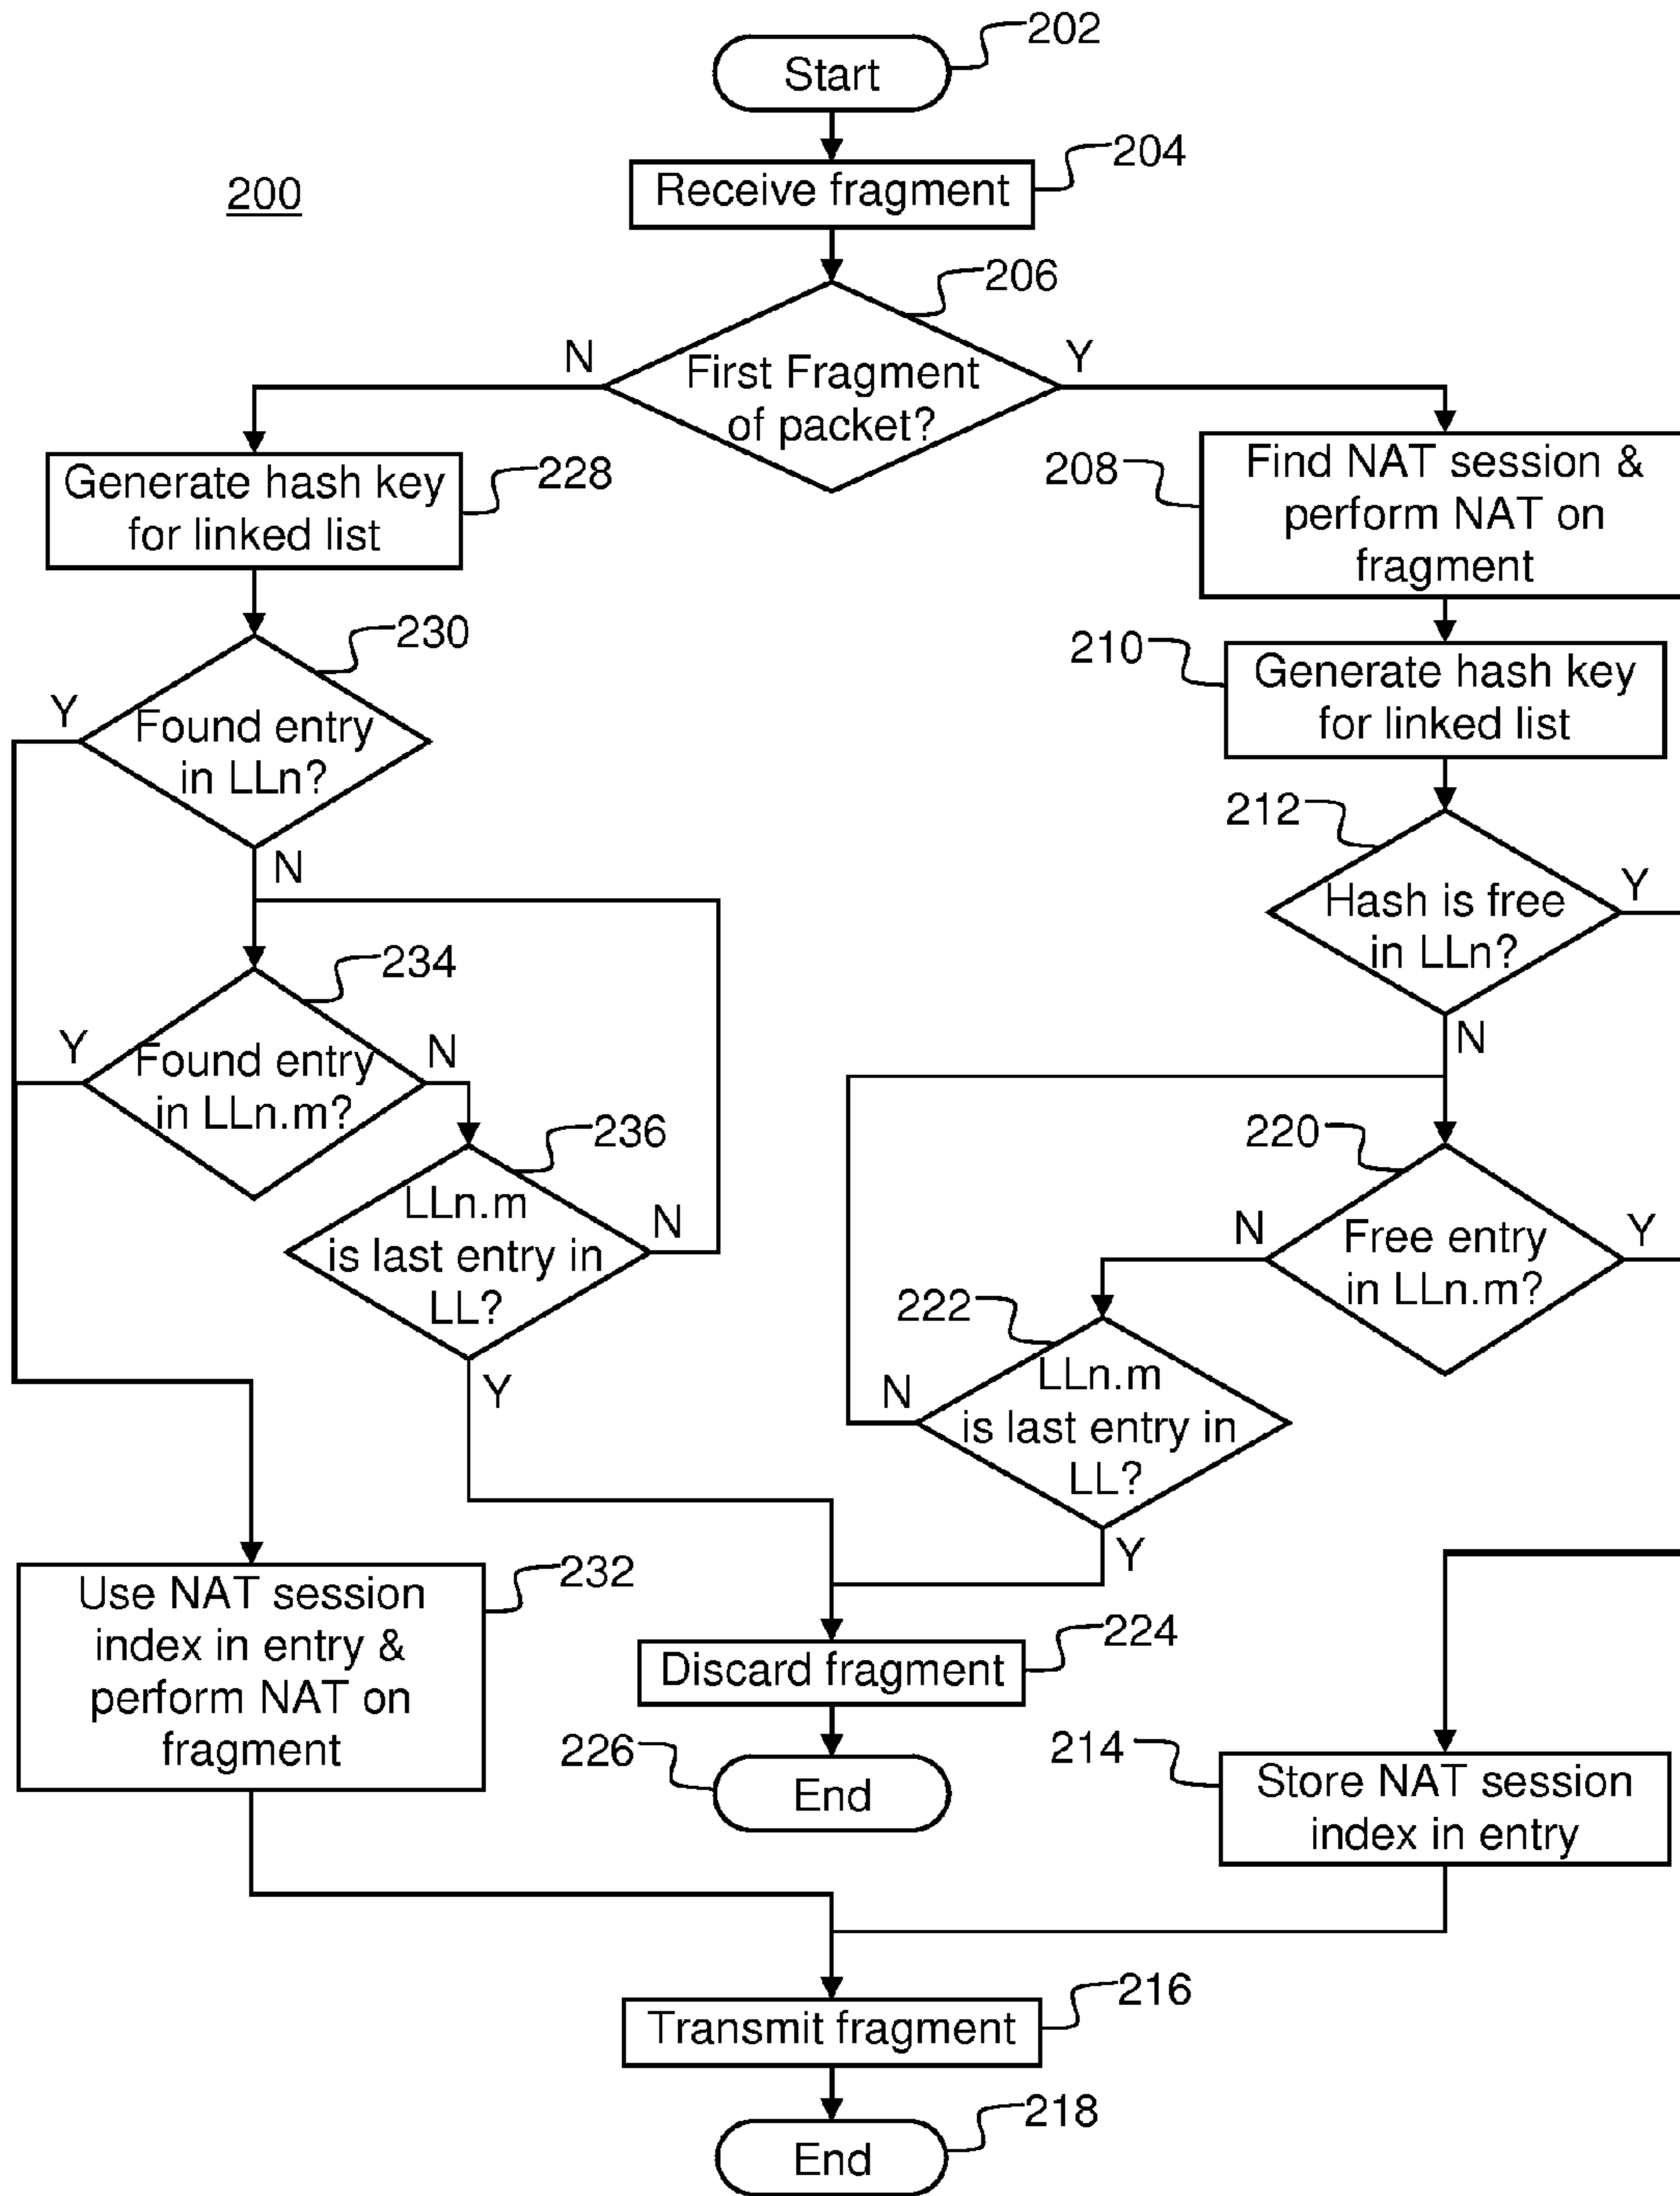 202
Start
204
Receive fragment
200
206
First Fragment
of packet?
N
Y
Generate hash key
for linked list
228
208
Find NAT session &
perform NAT on
fragment
230
Found entry
in LLn?
Y
N
210
Generate hash key
for linked list
212
Hash is free
in LLn?
Y
N
234
Found entry
in LLn.m?
Y
N
236
LLn.m
is last entry in
LL?
N
Y
220
Free entry
in LLn.m?
N
Y
222
LLn.m
is last entry in
LL?
N
Y
Use NAT session
index in entry &
perform NAT on
fragment
232
224
Discard fragment
226
End
214
Store NAT session
index in entry
216
Transmit fragment
218
End